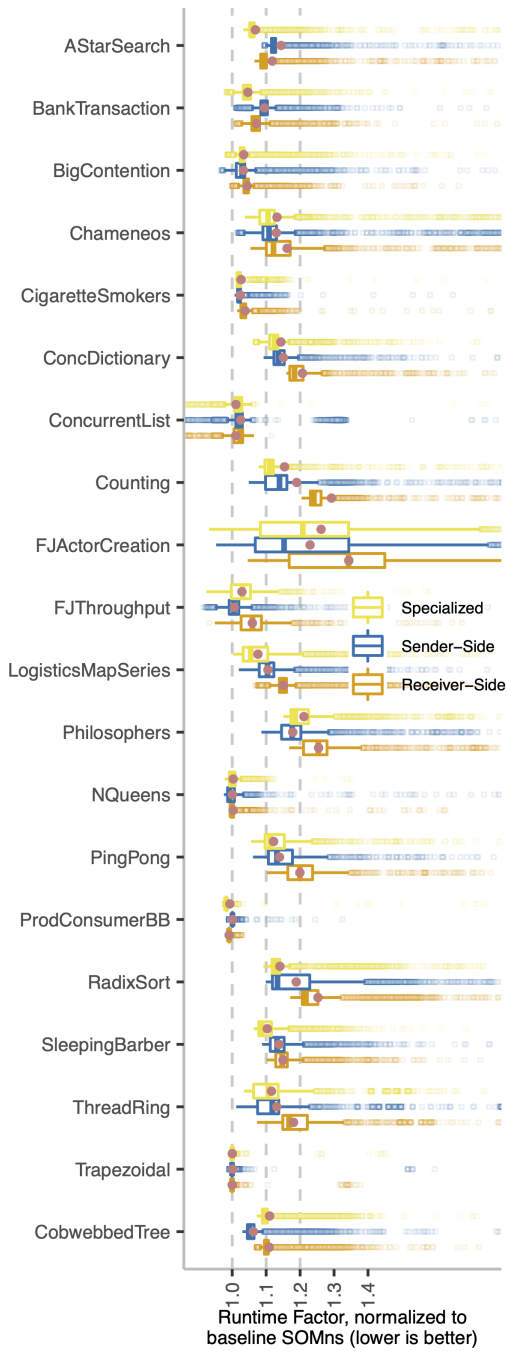 AStarSearch
BankTransaction
BigContention
Chameneos
CigaretteSmokers
ConcDictionary
ConcurrentList
Counting
FJActorCreation
FJThroughput
Specialized
Sender−Side
LogisticsMapSeries
Receiver−Side
Philosophers
NQueens
PingPong
ProdConsumerBB
RadixSort
SleepingBarber
ThreadRing
Trapezoidal
CobwebbedTree
1.0
1.1
1.2
1.3
1.4
Runtime Factor, normalized to
baseline SOMns (lower is better)